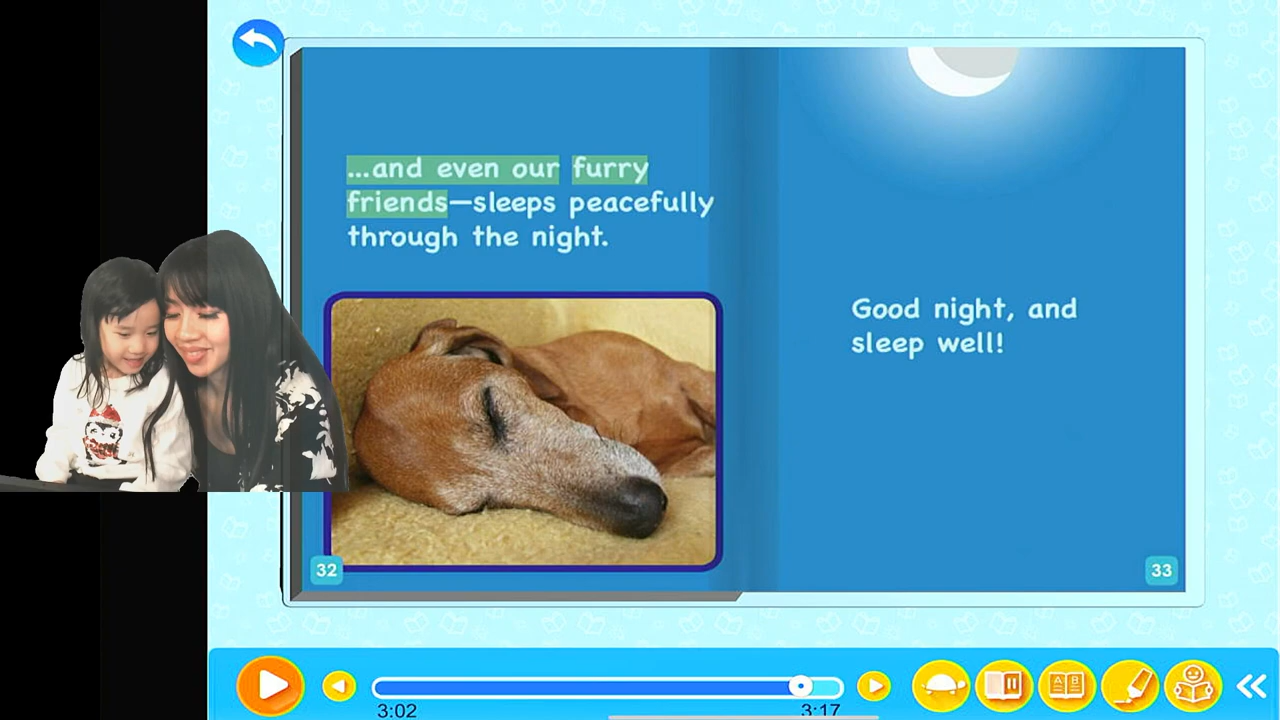 ...and even our furry
friends—sleeps peacefully
through the night.
32
Good night, and
sleep well!
33
3:02
3:17
A B